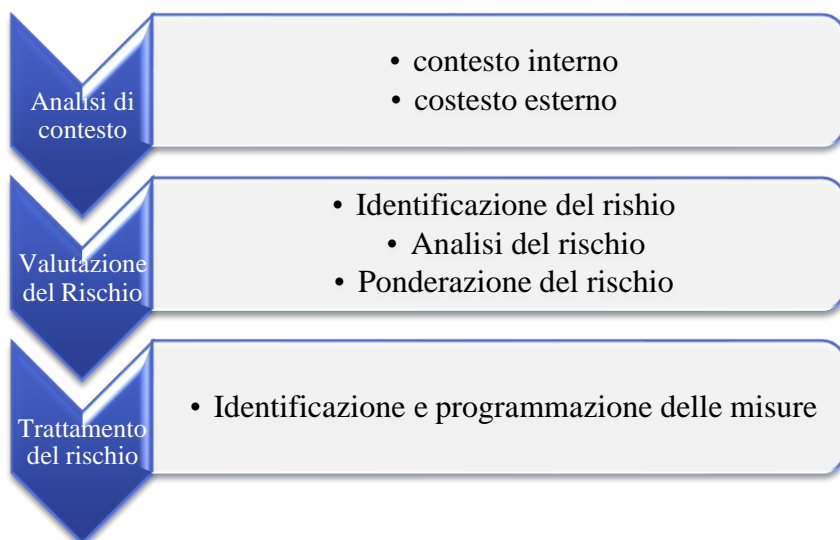 Analisi di
contesto
• contesto interno
• costesto esterno
Valutazione
del Rischio
• Identificazione del rishio
• Analisi del rischio
• Ponderazione del rischio
Trattamento
del rischio
• Identificazione e programmazione delle misure